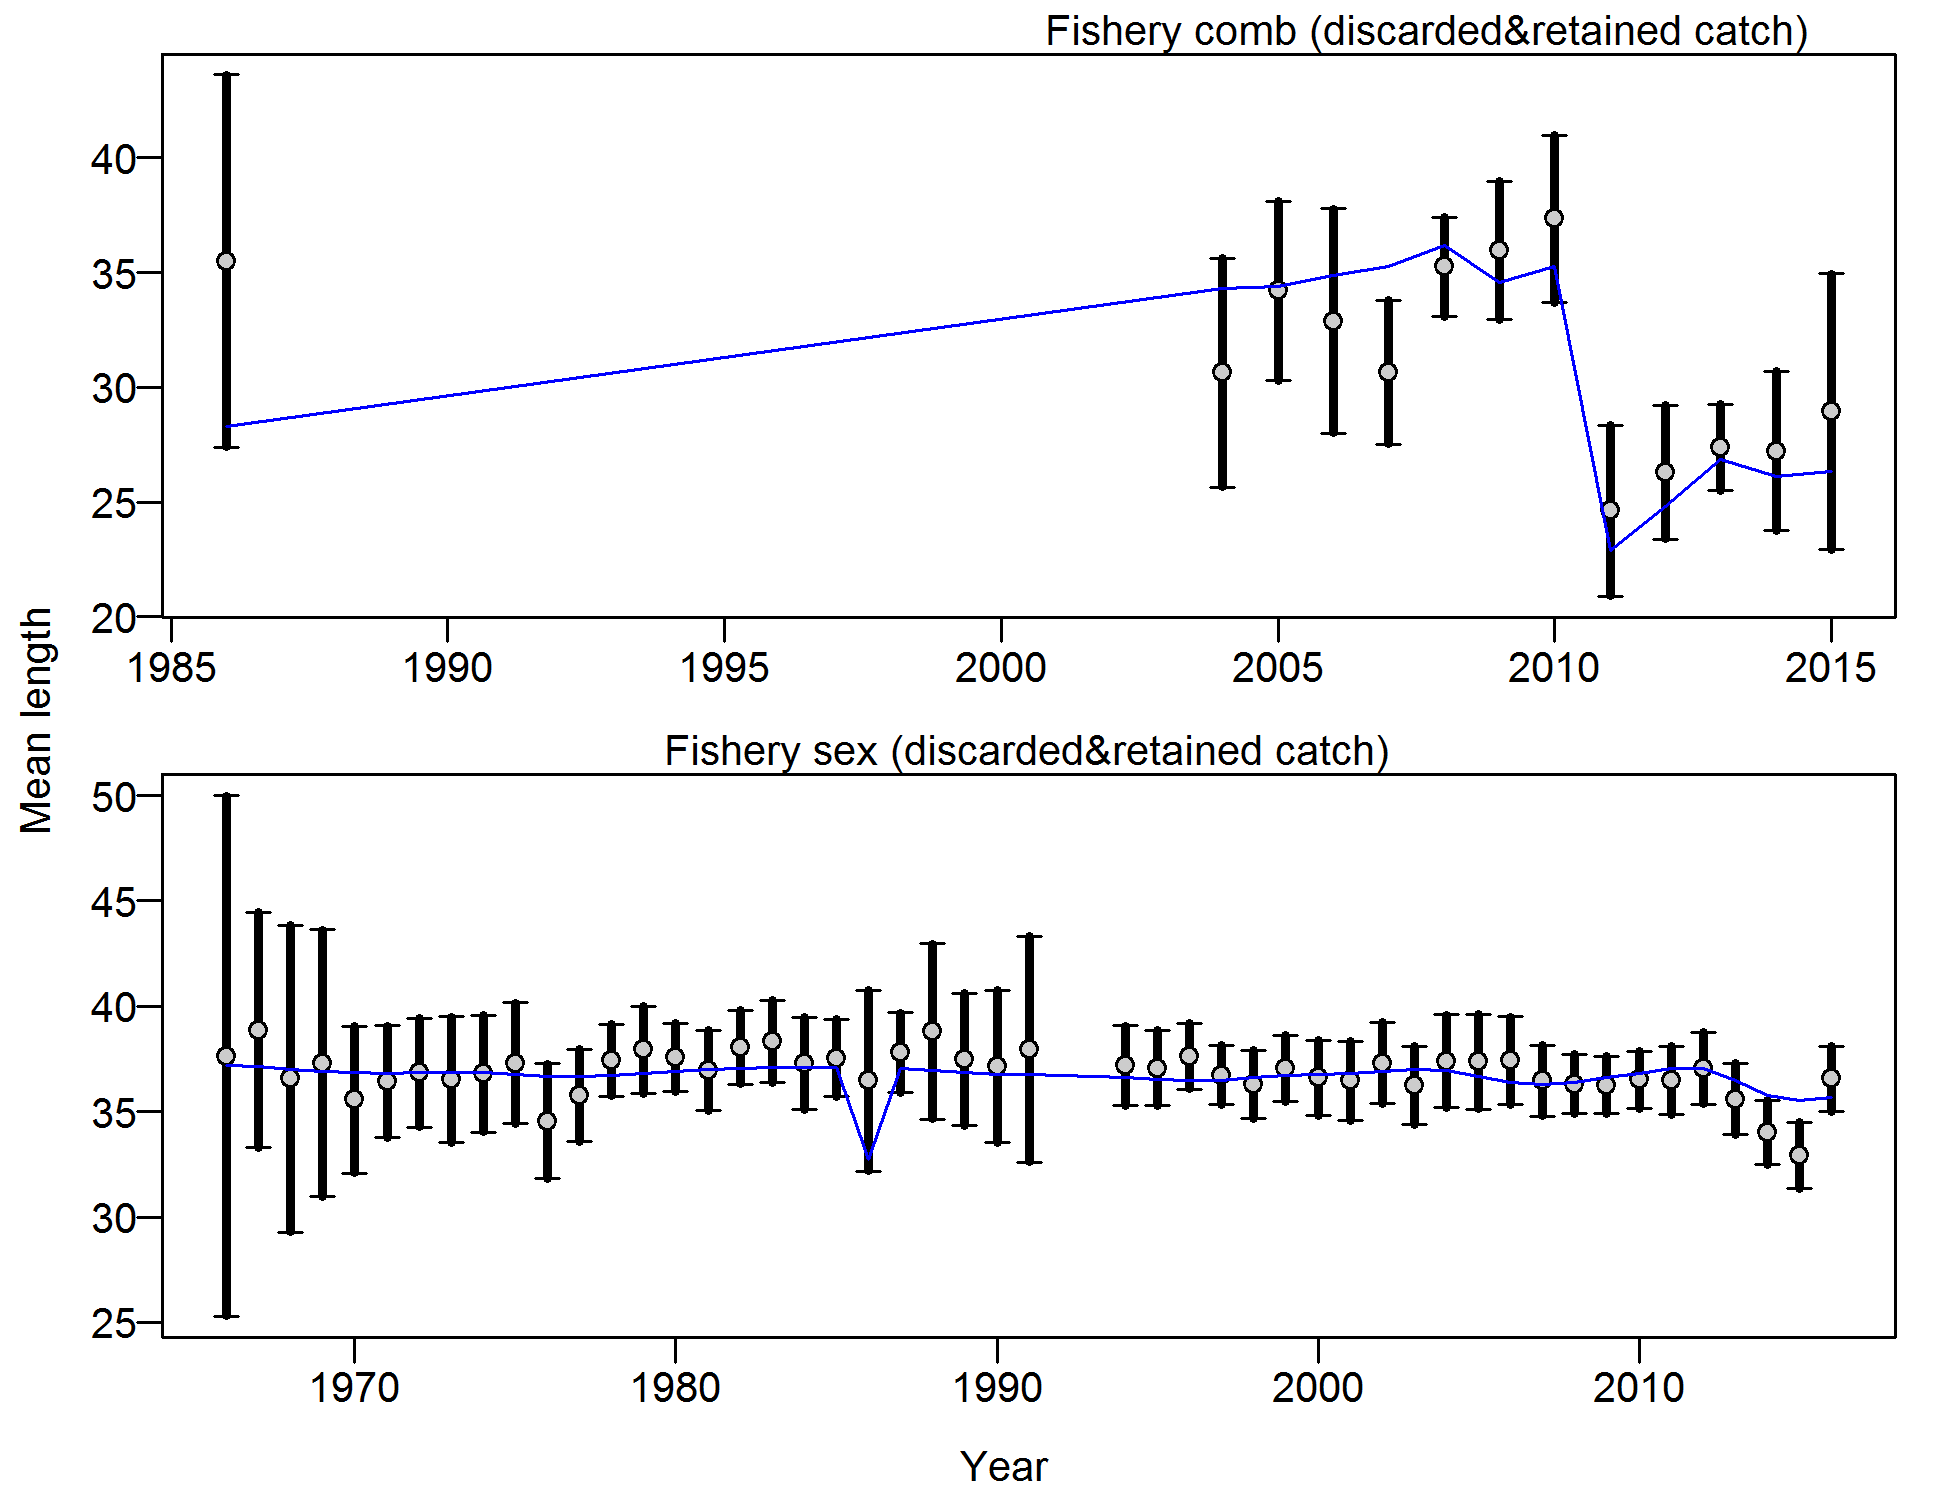 Fishery comb (discarded&retained catch)
40
35
30
25
20
1985 1990 1995 2000 2005 2010 2015
Mean length
Fishery sex (discarded&retained catch)
50
45
40
35
30
25
1970 1980 1990 2000 2010
Year